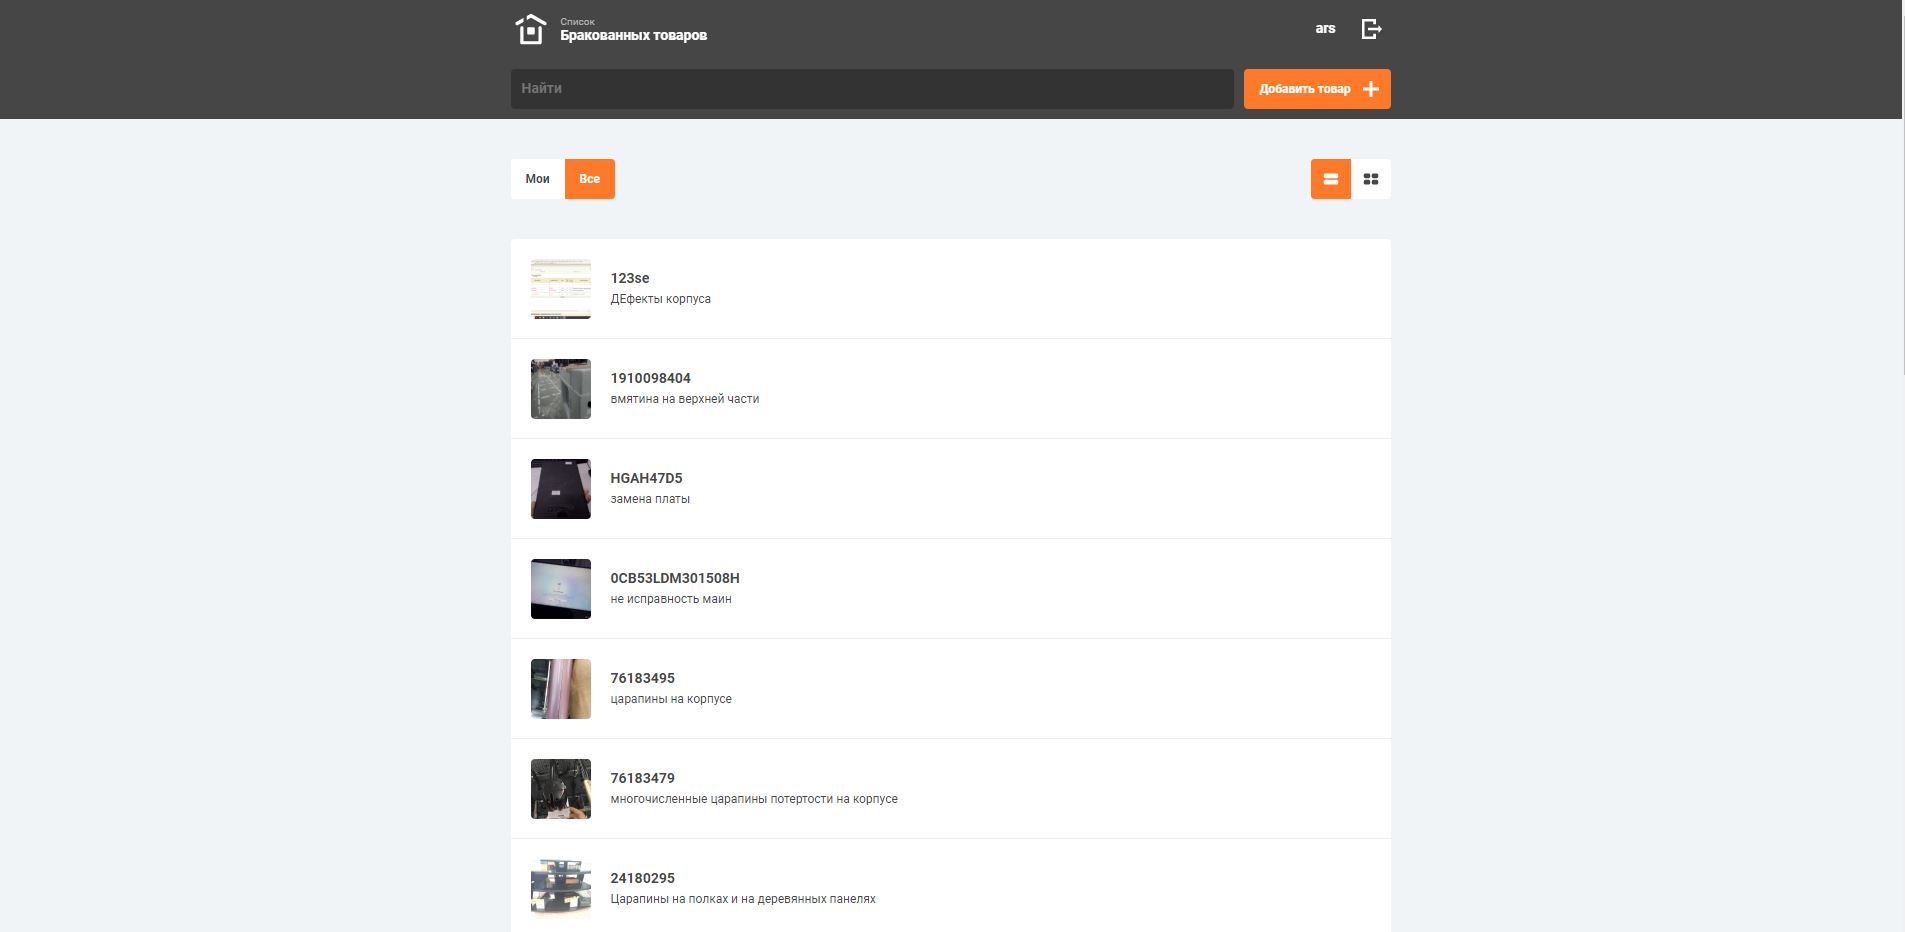 Список
Бракованных товаров
ars
Найти
Добавить товар
Мои
Все
123se
ДЕфекты корпуса
1910098404
вмятина на верхней части
HGAH47D5
замена платы
0CB53LDM301508H
не исправность маин
76183495
царапины на корпусе
76183479
многочисленные царапины потертости на корпусе
24180295
Царапины на полках и на деревянных панелях